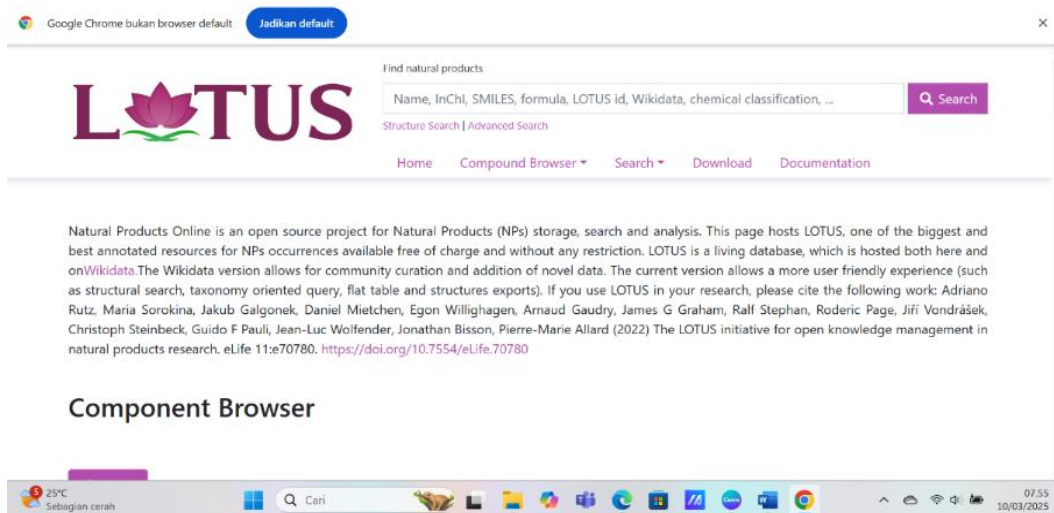 Google Chrome bukan browser default
Jadikan default
LOTUS
Find natural products
Name, InChI, SMILES, formula, LOTUS id, Wikidata, chemical classification, ...
Search
Structure Search | Advanced Search
Home Compound Browser Search Download Documentation
Natural Products Online is an open source project for Natural Products (NPs) storage, search and analysis. This page hosts LOTUS, one of the biggest and
best annotated resources for NPs occurrences available free of charge and without any restriction. LOTUS is a living database, which is hosted both here and
onWikidata.The Wikidata version allows for community curation and addition of novel data. The current version allows a more user friendly experience (such
as structural search, taxonomy oriented query, flat table and structures exports). If you use LOTUS in your research, please cite the following work: Adriano
Rutz, Maria Sorokina, Jakub Galgonek, Daniel Mietchen, Egon Willighagen, Arnaud Gaudry, James G Graham, Ralf Stephan, Roderic Page, Jiří Vondrášek,
Christoph Steinbeck, Guido F Pauli, Jean-Luc Wolfender, Jonathan Bisson, Pierre-Marie Allard (2022) The LOTUS initiative for open knowledge management in
natural products research. eLife 11:e70780. https://doi.org/10.7554/eLife.70780
Component Browser
5
25°C
Sebagian cerah
Cari
07.55
10/03/2025